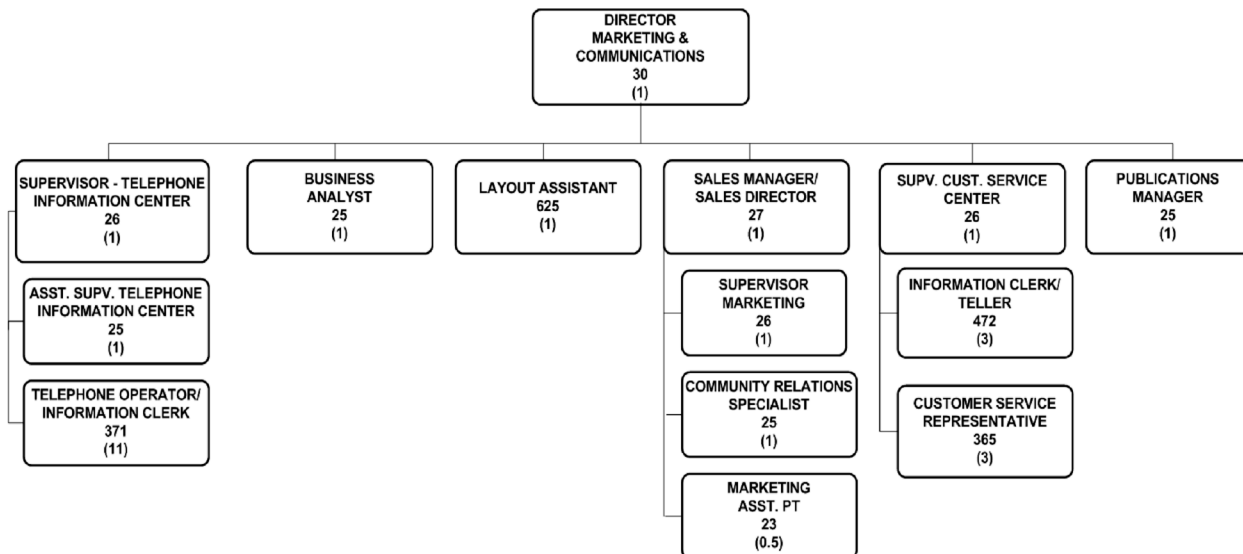 DIRECTOR
MARKETING &
COMMUNICATIONS
30
(1)
SUPERVISOR - TELEPHONE
INFORMATION CENTER
26
(1)
BUSINESS
ANALYST
25
(1)
LAYOUT ASSISTANT
625
(1)
SALES MANAGER/
SALES DIRECTOR
27
(1)
SUPV. CUST. SERVICE
CENTER
26
(1)
PUBLICATIONS
MANAGER
25
(1)
ASST. SUPV. TELEPHONE
INFORMATION CENTER
25
(1)
TELEPHONE OPERATOR/
INFORMATION CLERK
371
(11)
SUPERVISOR
MARKETING
26
(1)
COMMUNITY RELATIONS
SPECIALIST
25
(1)
MARKETING
ASST. PT
23
(0.5)
INFORMATION CLERK/
TELLER
472
(3)
CUSTOMER SERVICE
REPRESENTATIVE
365
(3)